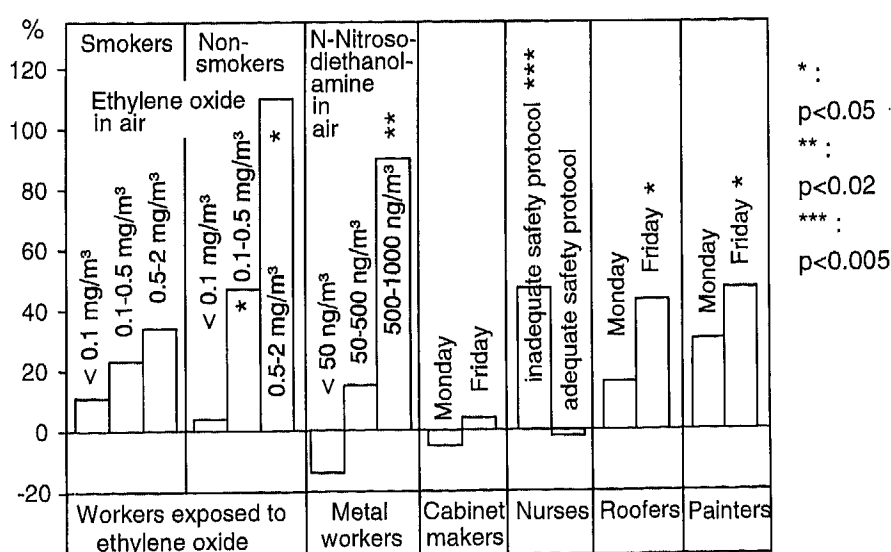 %
120
100
80
60
40
20
0
-20
Smokers
Non-
smokers
Ethylene oxide
in air
< 0.1 mg/m³
0.1-0.5 mg/m³
0.5-2 mg/m³
< 0.1 mg/m³
* 0.1-0.5 mg/m³
0.5-2 mg/m³ *
N-Nitroso-
diethanol-
amine
in
air
< 50 ng/m³
50-500 ng/m³
500-1000 ng/m³ **
Monday
Friday
inadequate safety protocol ***
adequate safety protocol
Monday
Friday *
Monday
Friday *
Workers exposed to
ethylene oxide
Metal
workers
Cabinet
makers
Nurses
Roofers
Painters
* :
p<0.05
** :
p<0.02
*** :
p<0.005